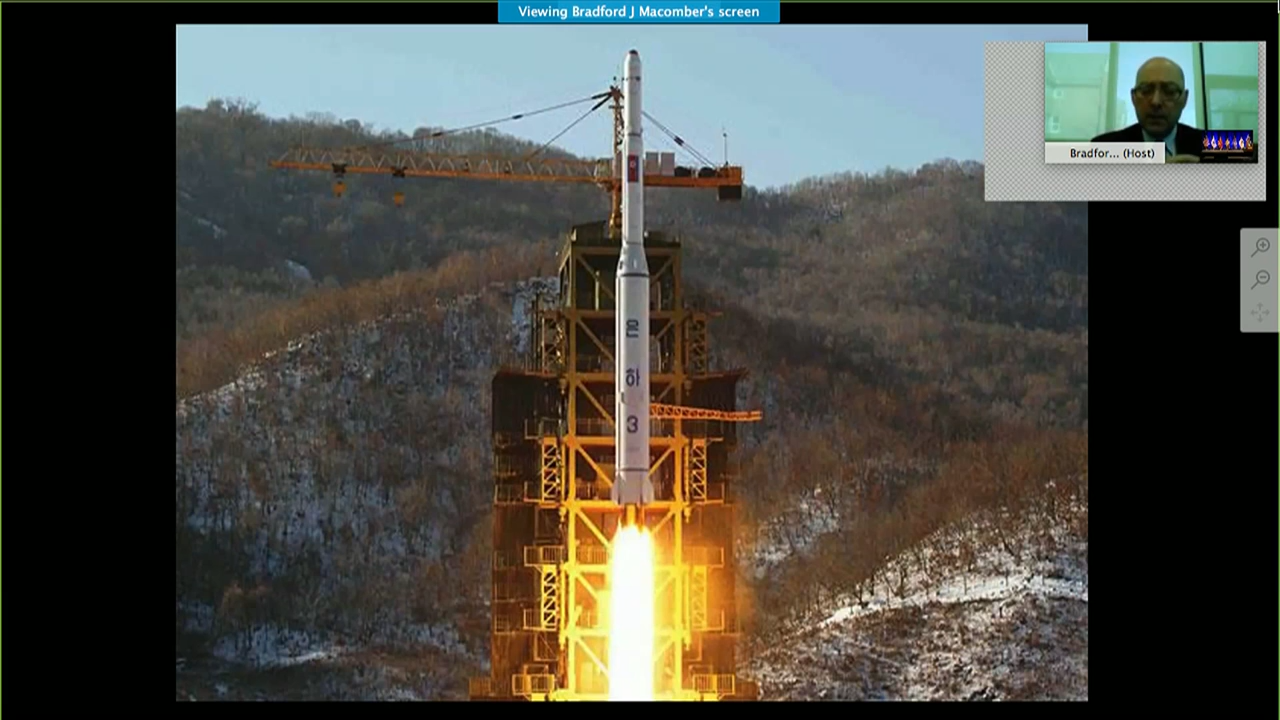 Viewing Bradford J Macomber's screen
Bradfor... (Host)
은
하
3